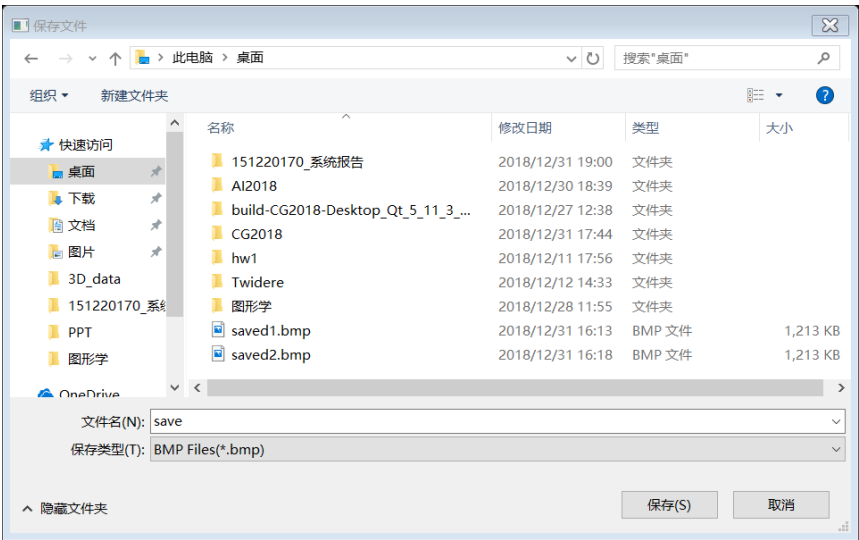 保存文件
此电脑 > 桌面
搜索"桌面"
组织 新建文件夹
名称 修改日期 类型 大小
快速访问
桌面
下载
文档
图片
3D_data
151220170_系统
PPT
图形学
OneDrive
151220170_系统报告 2018/12/31 19:00 文件夹
AI2018 2018/12/30 18:39 文件夹
build-CG2018-Desktop_Qt_5_11_3_... 2018/12/27 12:38 文件夹
CG2018 2018/12/31 17:44 文件夹
hw1 2018/12/11 17:56 文件夹
Twidere 2018/12/12 14:33 文件夹
图形学 2018/12/28 11:55 文件夹
saved1.bmp 2018/12/31 16:13 BMP 文件 1,213 KB
saved2.bmp 2018/12/31 16:18 BMP 文件 1,213 KB
文件名(N): save
保存类型(T): BMP Files(*.bmp)
隐藏文件夹 保存(S) 取消